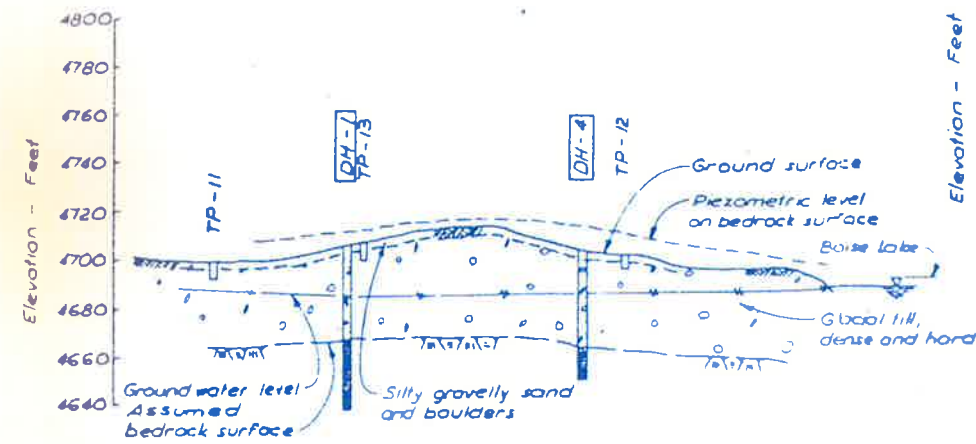 4800
4780
4760
4740
4720
4700
4680
4660
4640
Elevation - Feet
TP-11
DH-1
TP-13
DH-4
TP-12
Elevation - Feet
Ground surface
Piezometric level
on bedrock surface
Boise Lake
Glacial till,
dense and hard
Ground water level
Assumed
bedrock surface
Silty gravelly sand
and boulders